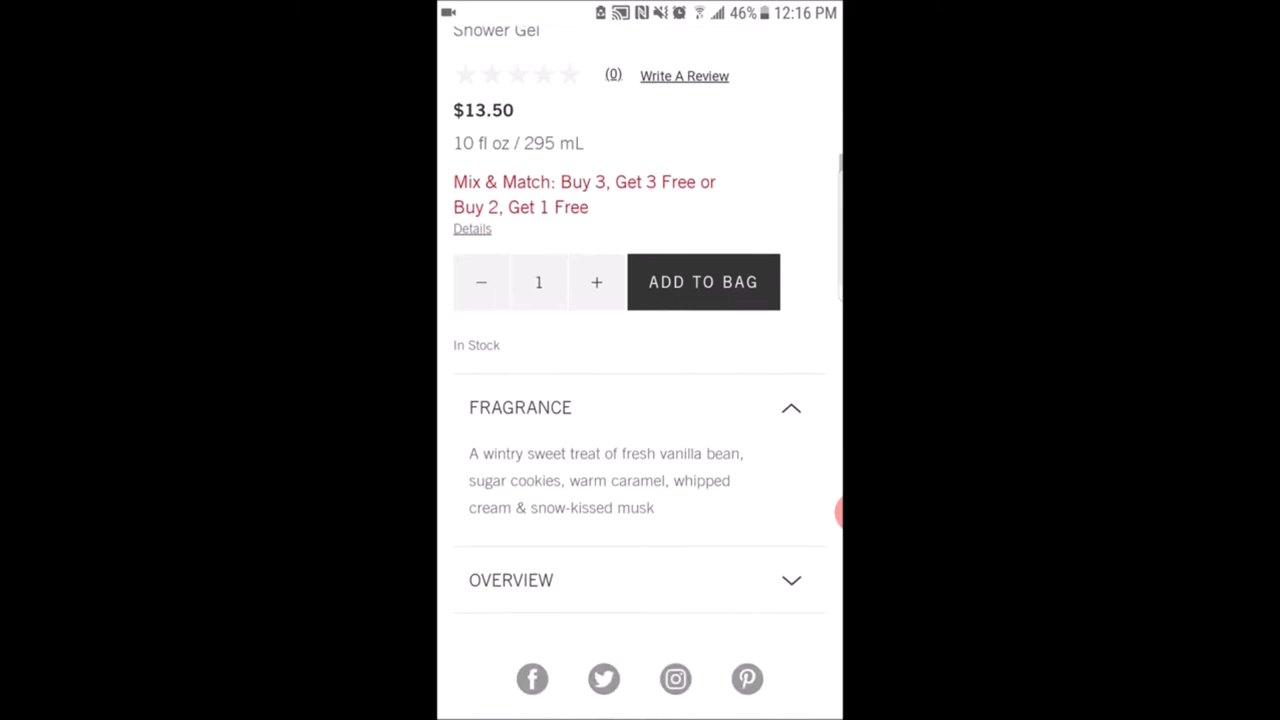 46% 12:16 PM
Shower Gel
(0) Write A Review
$13.50
10 fl oz / 295 mL
Mix & Match: Buy 3, Get 3 Free or
Buy 2, Get 1 Free
Details
− 1 + ADD TO BAG
In Stock
FRAGRANCE
A wintry sweet treat of fresh vanilla bean,
sugar cookies, warm caramel, whipped
cream & snow-kissed musk
OVERVIEW